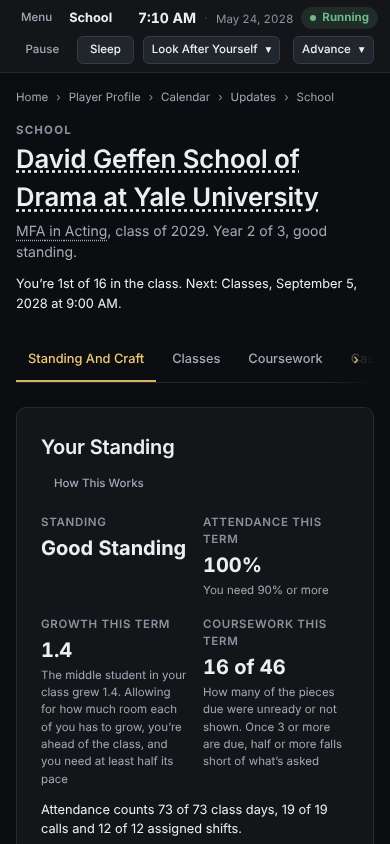 Menu School 7:10 AM · May 24, 2028 Running
Pause Sleep Look After Yourself ▾ Advance ▾
Home › Player Profile › Calendar › Updates › School
SCHOOL
David Geffen School of
Drama at Yale University
MFA in Acting, class of 2029. Year 2 of 3, good
standing.
You're 1st of 16 in the class. Next: Classes, September 5,
2028 at 9:00 AM.
Standing And Craft Classes Coursework ›
Your Standing
How This Works
STANDING
Good Standing
ATTENDANCE THIS
TERM
100%
You need 90% or more
GROWTH THIS TERM
1.4
The middle student in your
class grew 1.4. Allowing
for how much room each
of you has to grow, you're
ahead of the class, and
you need at least half its
pace
COURSEWORK THIS
TERM
16 of 46
How many of the pieces
due were unready or not
shown. Once 3 or more
are due, half or more falls
short of what's asked
Attendance counts 73 of 73 class days, 19 of 19
calls and 12 of 12 assigned shifts.